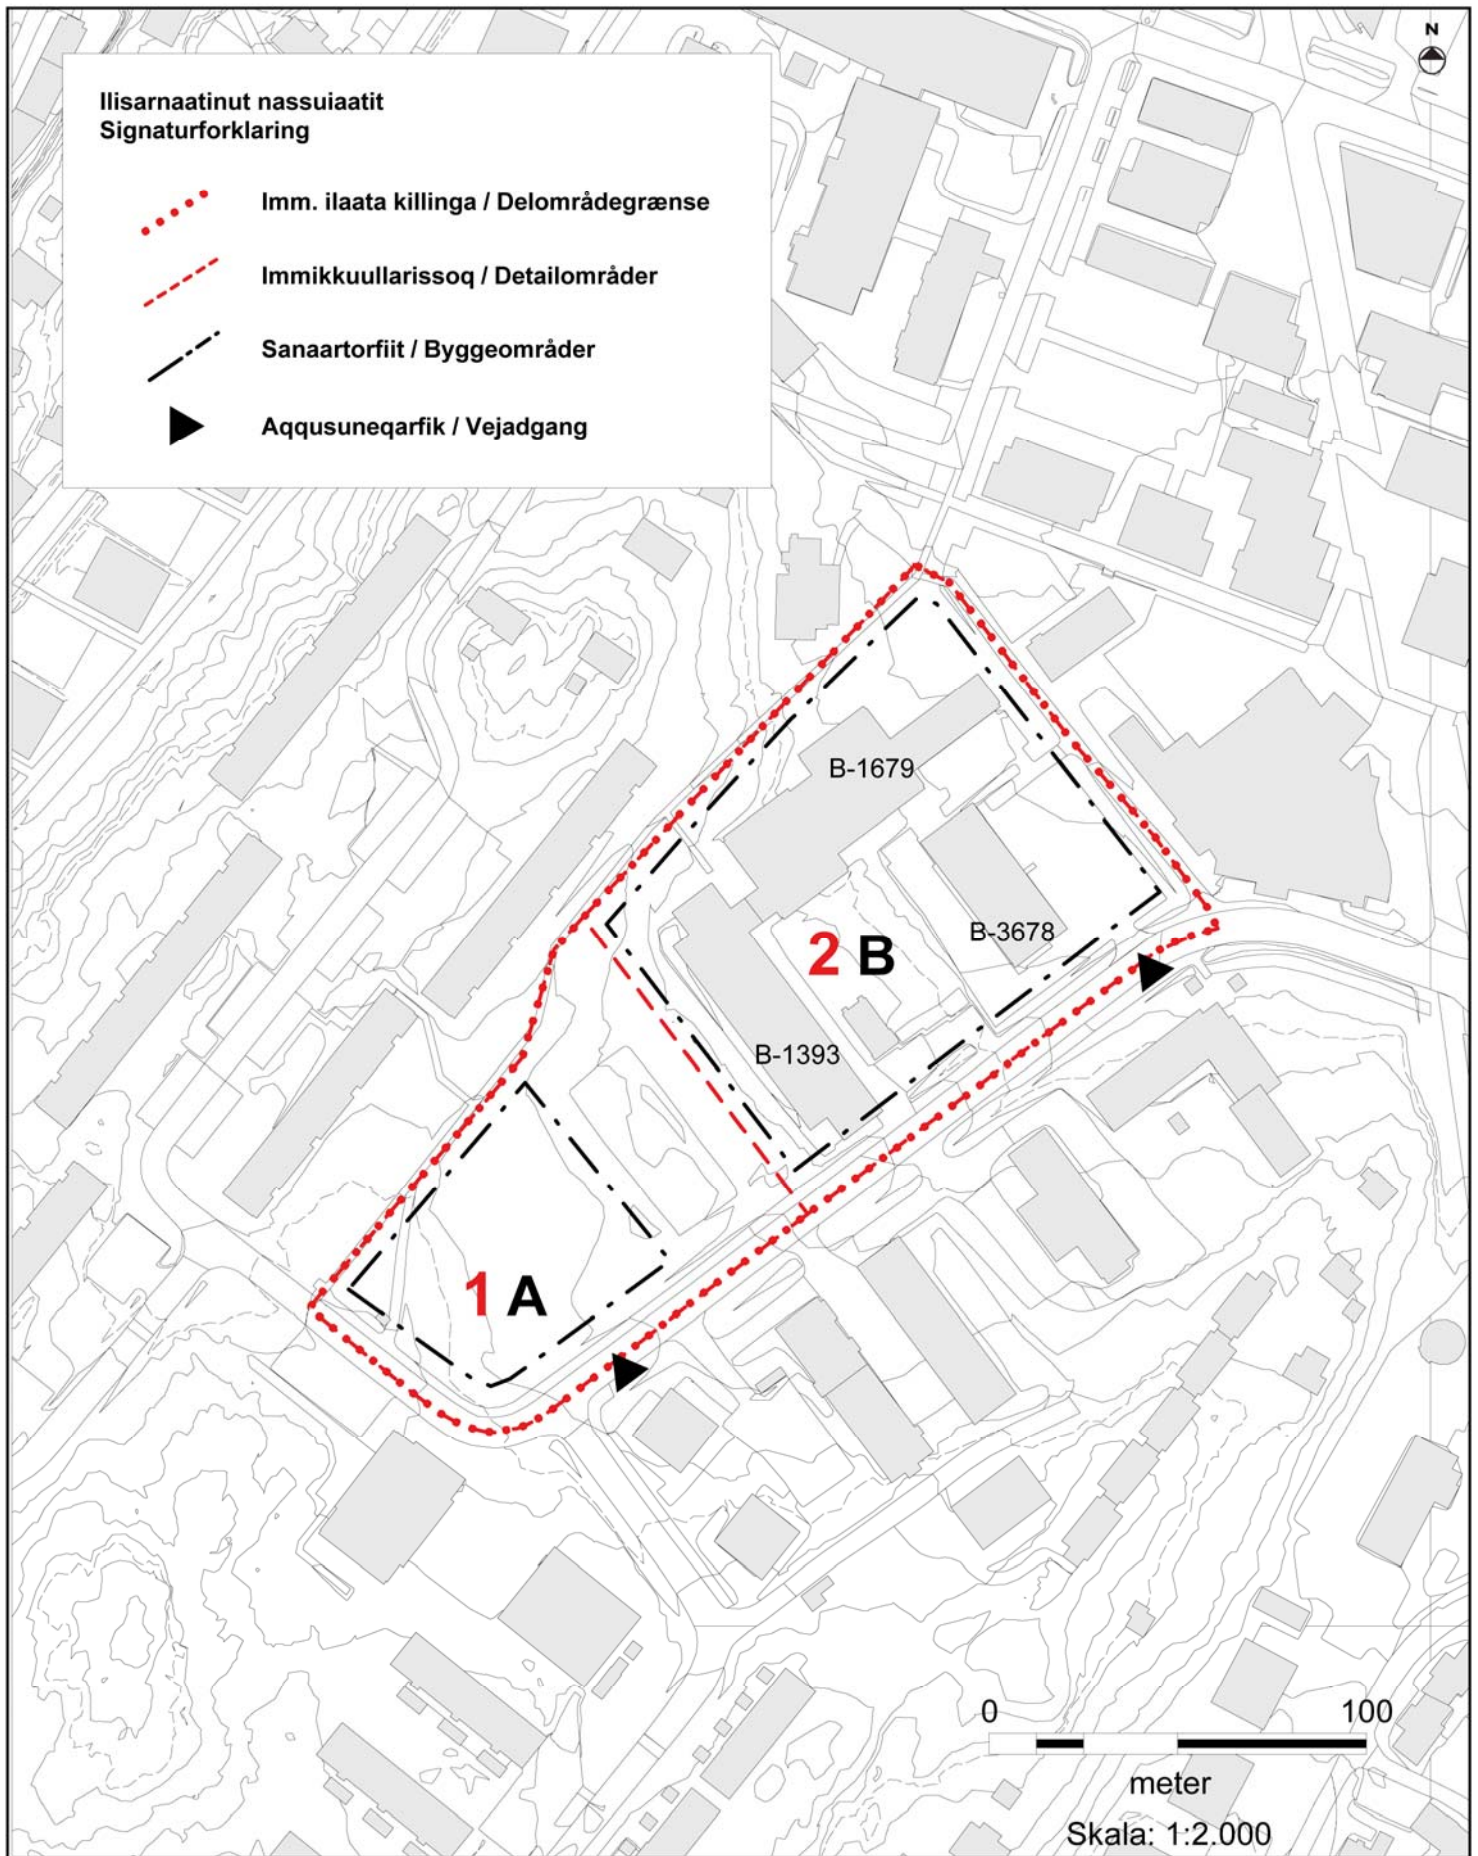 N
Ilisarnaatinut nassuiaatit
Signaturforklaring
Imm. ilaata killinga / Delområdegrænse
Immikkuullarissoq / Detailområder
Sanaartorfiit / Byggeområder
Aqqusuneqarfik / Vejadgang
B-1679
B-3678
2 B
B-1393
1 A
0 100
meter
Skala: 1:2.000